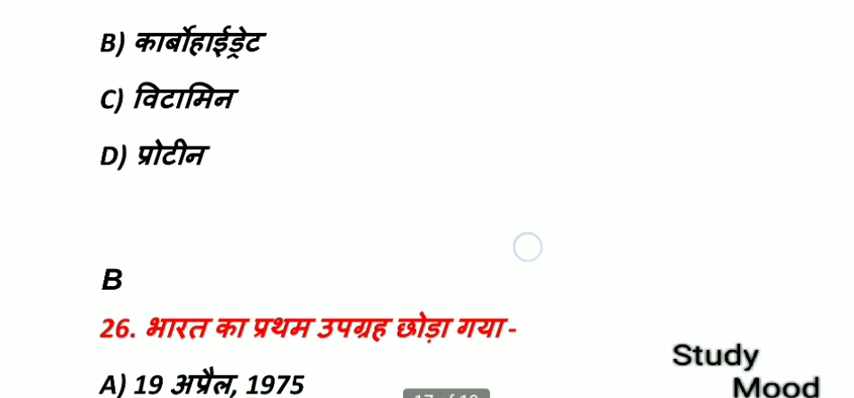 B) कार्बोहाईड्रेट
C) विटामिन
D) प्रोटीन
B
26. भारत का प्रथम उपग्रह छोड़ा गया-
Study
A) 19 अप्रैल, 1975
Mood